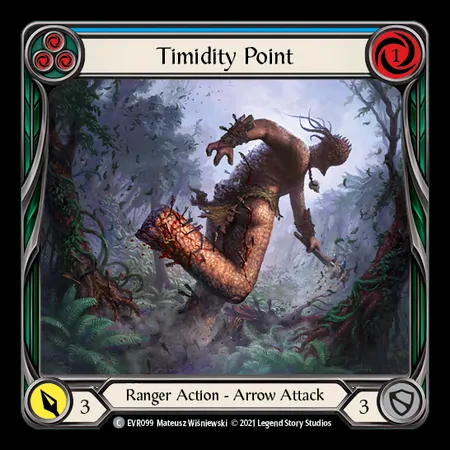 Timidity Point
1
Ranger Action - Arrow Attack
3
3
C EVR099 Mateusz Wiśniewski © 2021 Legend Story Studios